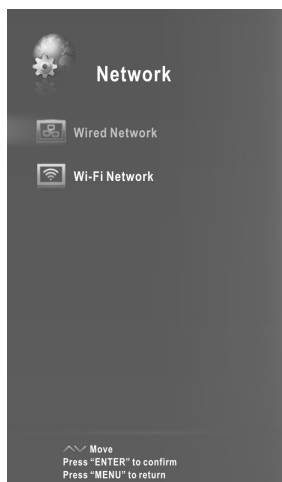 Network
Wired Network
Wi-Fi Network
Move
Press “ENTER” to confirm
Press “MENU” to return